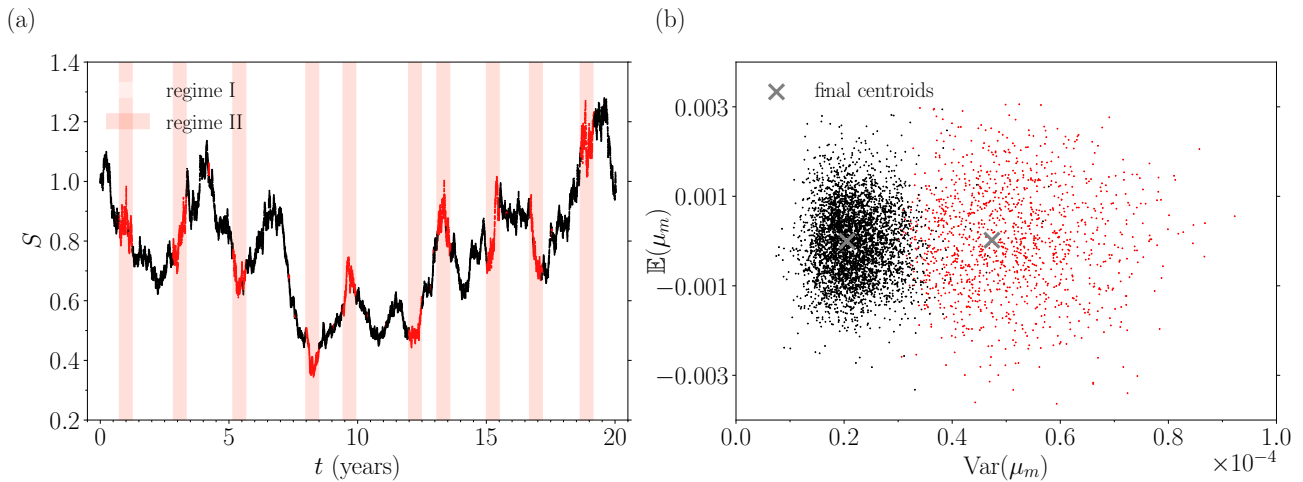 (a)
1.4
1.2
1.0
0.8
0.6
0.4
0.2
S
regime I
regime II
0
5
10
15
20
t (years)
(b)
0.003
0.001
−0.001
−0.003
𝔼(μₘ)
final centroids
0.0
0.2
0.4
0.6
0.8
1.0
×10⁻⁴
Var(μₘ)